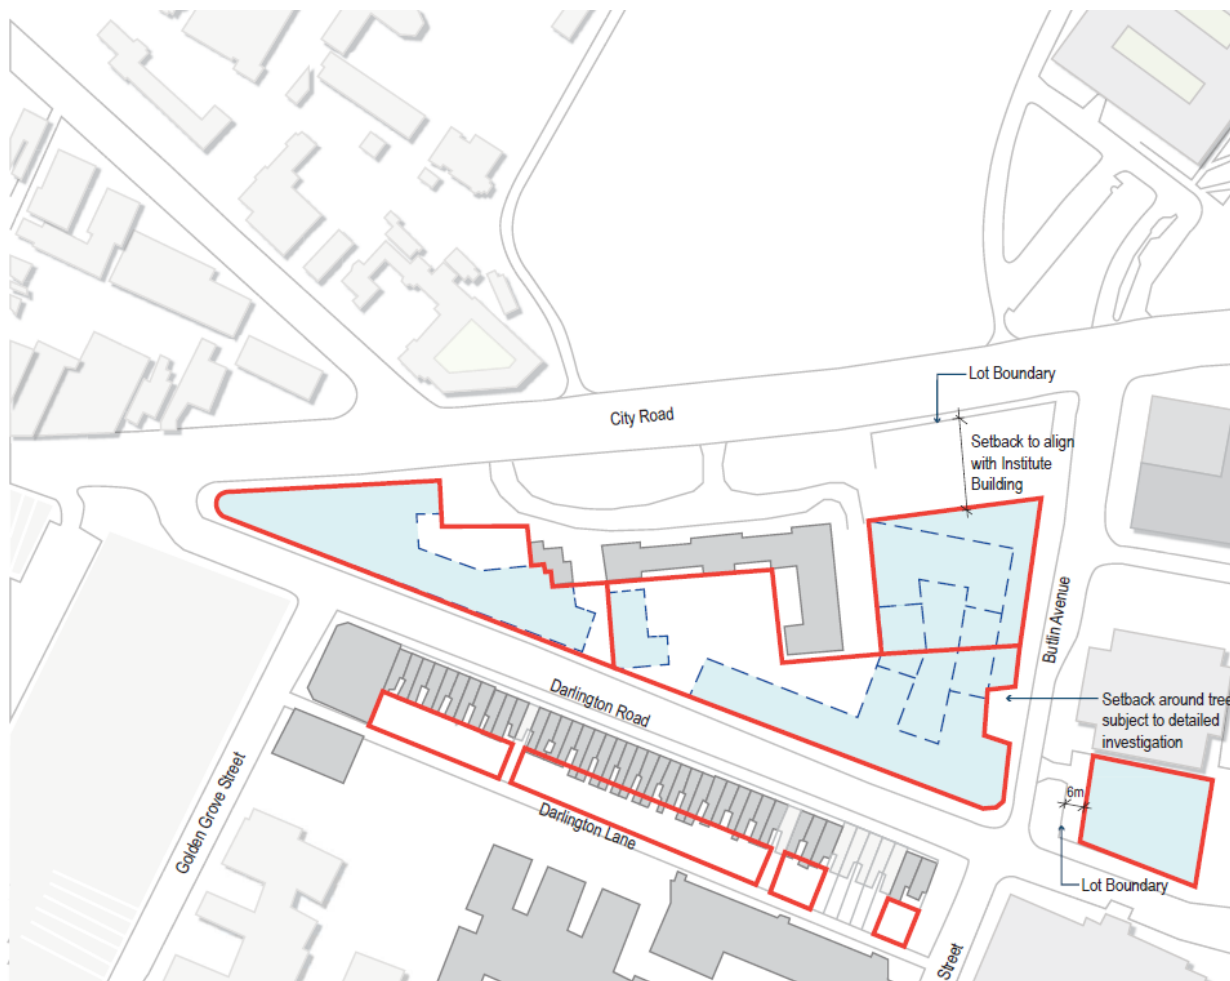 Lot Boundary
City Road
Setback to align
with Institute
Building
Butlin Avenue
Setback around tree
subject to detailed
investigation
Darlington Road
6m
Golden Grove Street
Darlington Lane
Lot Boundary
Street